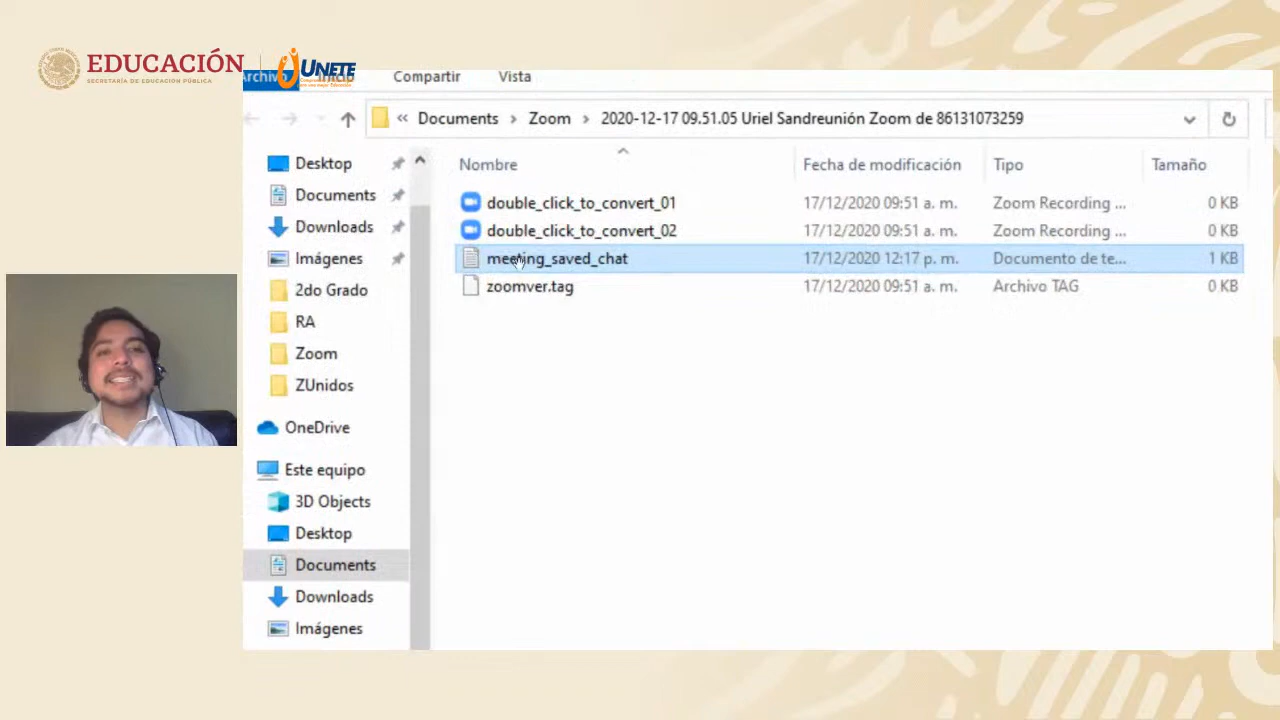 EDUCACIÓN
SECRETARÍA DE EDUCACIÓN PÚBLICA
UNETE
Archivo Inicio Compartir Vista
« Documents > Zoom > 2020-12-17 09.51.05 Uriel Sandreunión Zoom de 86131073259
Nombre Fecha de modificación Tipo Tamaño
double_click_to_convert_01 17/12/2020 09:51 a. m. Zoom Recording ... 0 KB
double_click_to_convert_02 17/12/2020 09:51 a. m. Zoom Recording ... 0 KB
meeting_saved_chat 17/12/2020 12:17 p. m. Documento de te... 1 KB
zoomver.tag 17/12/2020 09:51 a. m. Archivo TAG 0 KB
Desktop
Documents
Downloads
Imágenes
2do Grado
RA
Zoom
ZUnidos
OneDrive
Este equipo
3D Objects
Desktop
Documents
Downloads
Imágenes